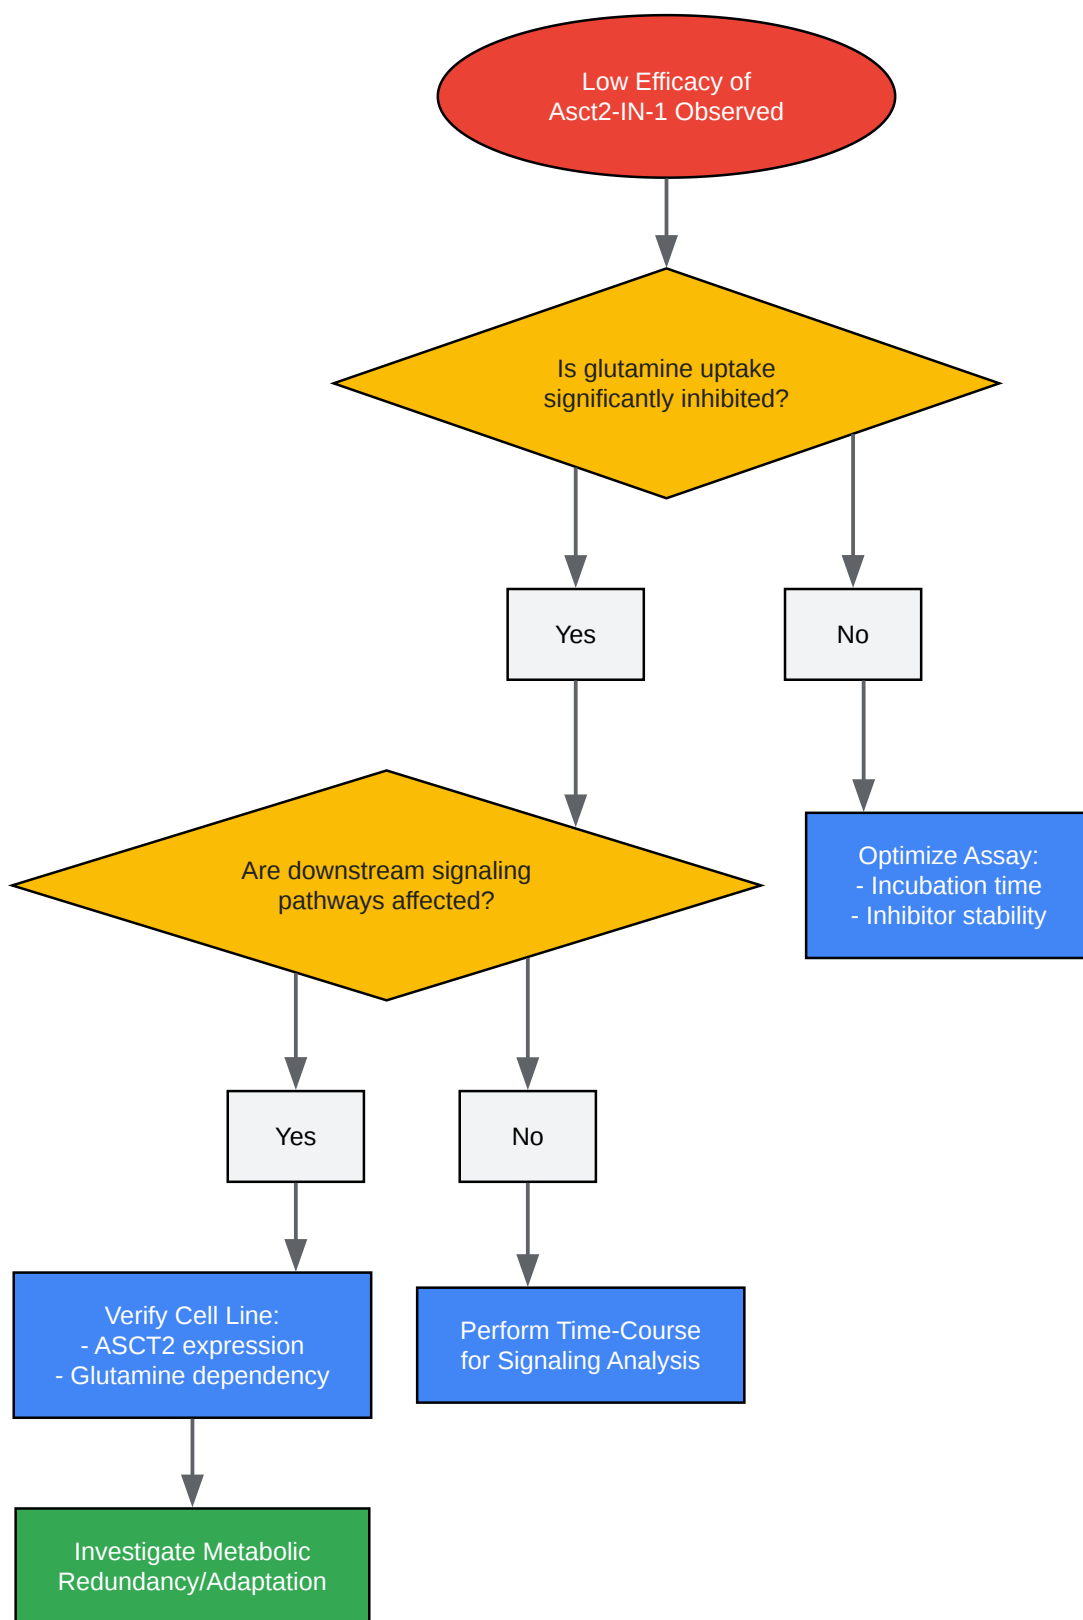 Low Efficacy of
Asct2-IN-1 Observed
Is glutamine uptake
significantly inhibited?
Yes
No
Optimize Assay:
- Incubation time
- Inhibitor stability
Are downstream signaling
pathways affected?
Yes
No
Verify Cell Line:
- ASCT2 expression
- Glutamine dependency
Perform Time-Course
for Signaling Analysis
Investigate Metabolic
Redundancy/Adaptation